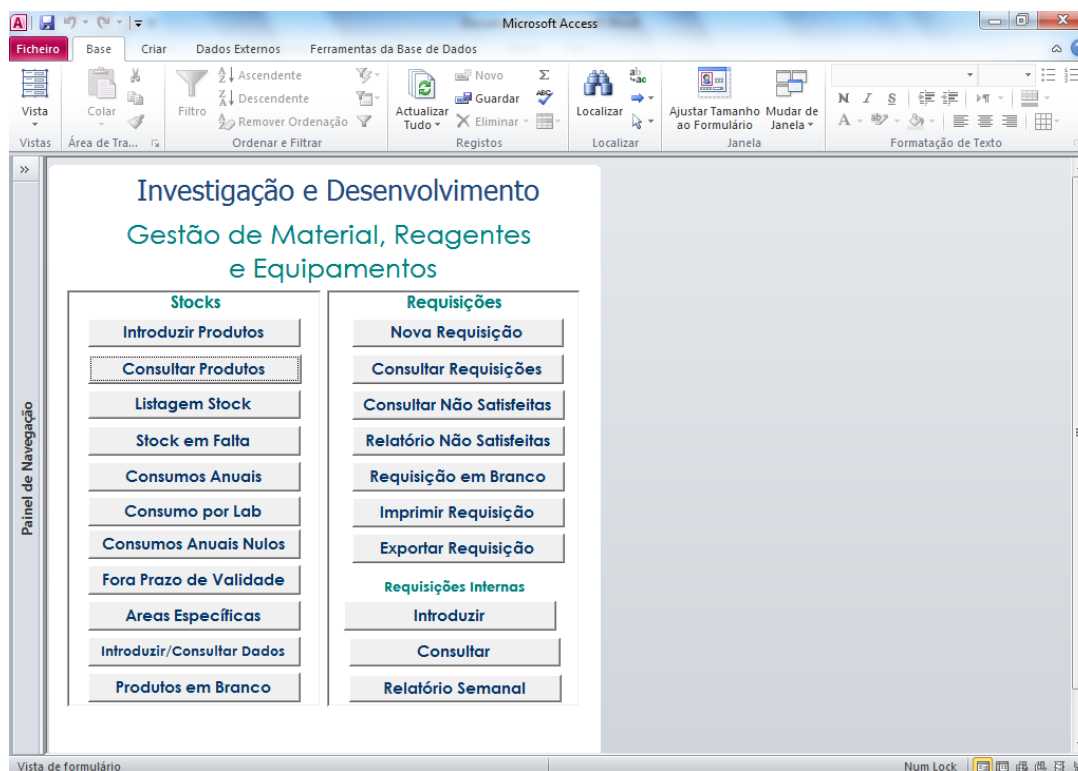 Microsoft Access
Ficheiro Base Criar Dados Externos Ferramentas da Base de Dados
Vista
Colar
Filtro
Ascendente
Descendente
Remover Ordenação
Actualizar
Tudo
Novo
Guardar
Eliminar
Localizar
Ajustar Tamanho
ao Formulário
Mudar de
Janela
N I S
A
Vistas Área de Tra... Ordenar e Filtrar Registos Localizar Janela Formatação de Texto
Painel de Navegação
Investigação e Desenvolvimento
Gestão de Material, Reagentes
e Equipamentos
Stocks
Introduzir Produtos
Consultar Produtos
Listagem Stock
Stock em Falta
Consumos Anuais
Consumo por Lab
Consumos Anuais Nulos
Fora Prazo de Validade
Areas Específicas
Introduzir/Consultar Dados
Produtos em Branco
Requisições
Nova Requisição
Consultar Requisições
Consultar Não Satisfeitas
Relatório Não Satisfeitas
Requisição em Branco
Imprimir Requisição
Exportar Requisição
Requisições Internas
Introduzir
Consultar
Relatório Semanal
Vista de formulário
Num Lock